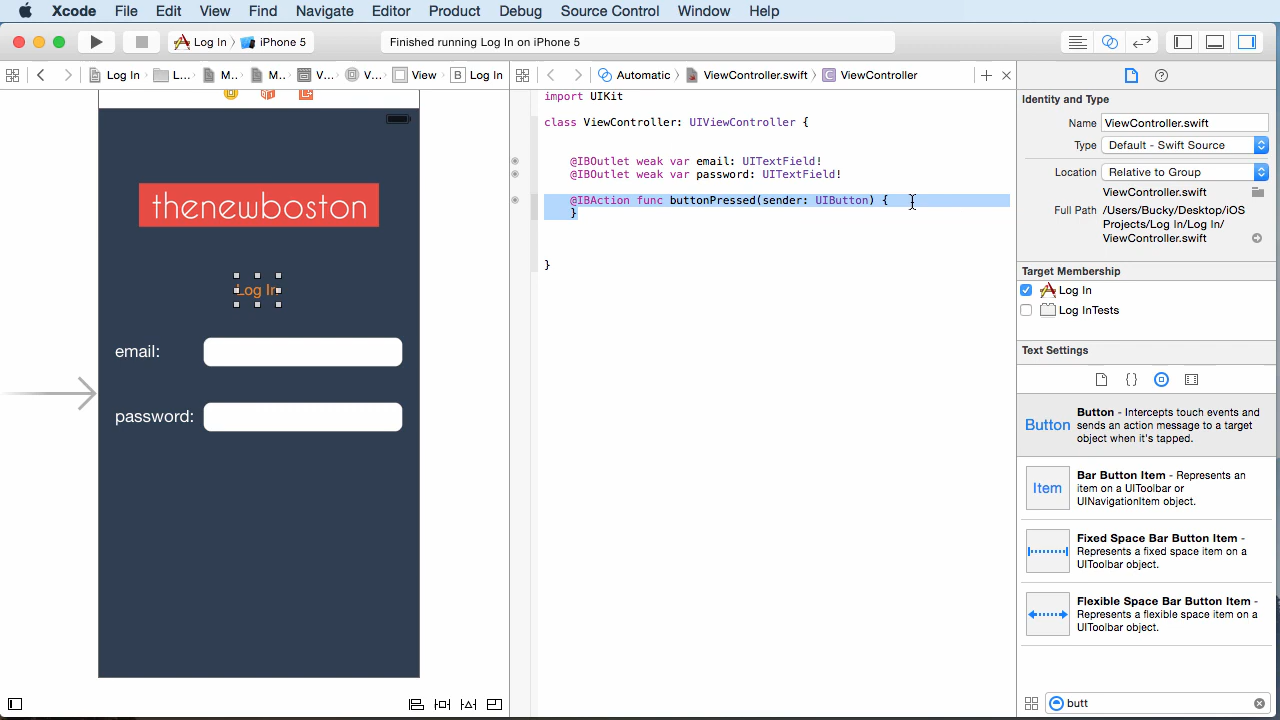 Xcode File Edit View Find Navigate Editor Product Debug Source Control Window Help
Log In iPhone 5 Finished running Log In on iPhone 5
Log In L... M... M... V... V... View B Log In
Automatic ViewController.swift C ViewController
import UIKit
class ViewController: UIViewController {
@IBOutlet weak var email: UITextField!
@IBOutlet weak var password: UITextField!
@IBAction func buttonPressed(sender: UIButton) {
}
}
thenewboston
Log In
email:
password:
Identity and Type
Name ViewController.swift
Type Default - Swift Source
Location Relative to Group
ViewController.swift
Full Path /Users/Bucky/Desktop/iOS
Projects/Log In/Log In/
ViewController.swift
Target Membership
Log In
Log InTests
Text Settings
Button
Button - Intercepts touch events and
sends an action message to a target
object when it's tapped.
Item
Bar Button Item - Represents an
item on a UIToolbar or
UINavigationItem object.
Fixed Space Bar Button Item -
Represents a fixed space item on a
UIToolbar object.
Flexible Space Bar Button Item -
Represents a flexible space item on a
UIToolbar object.
butt